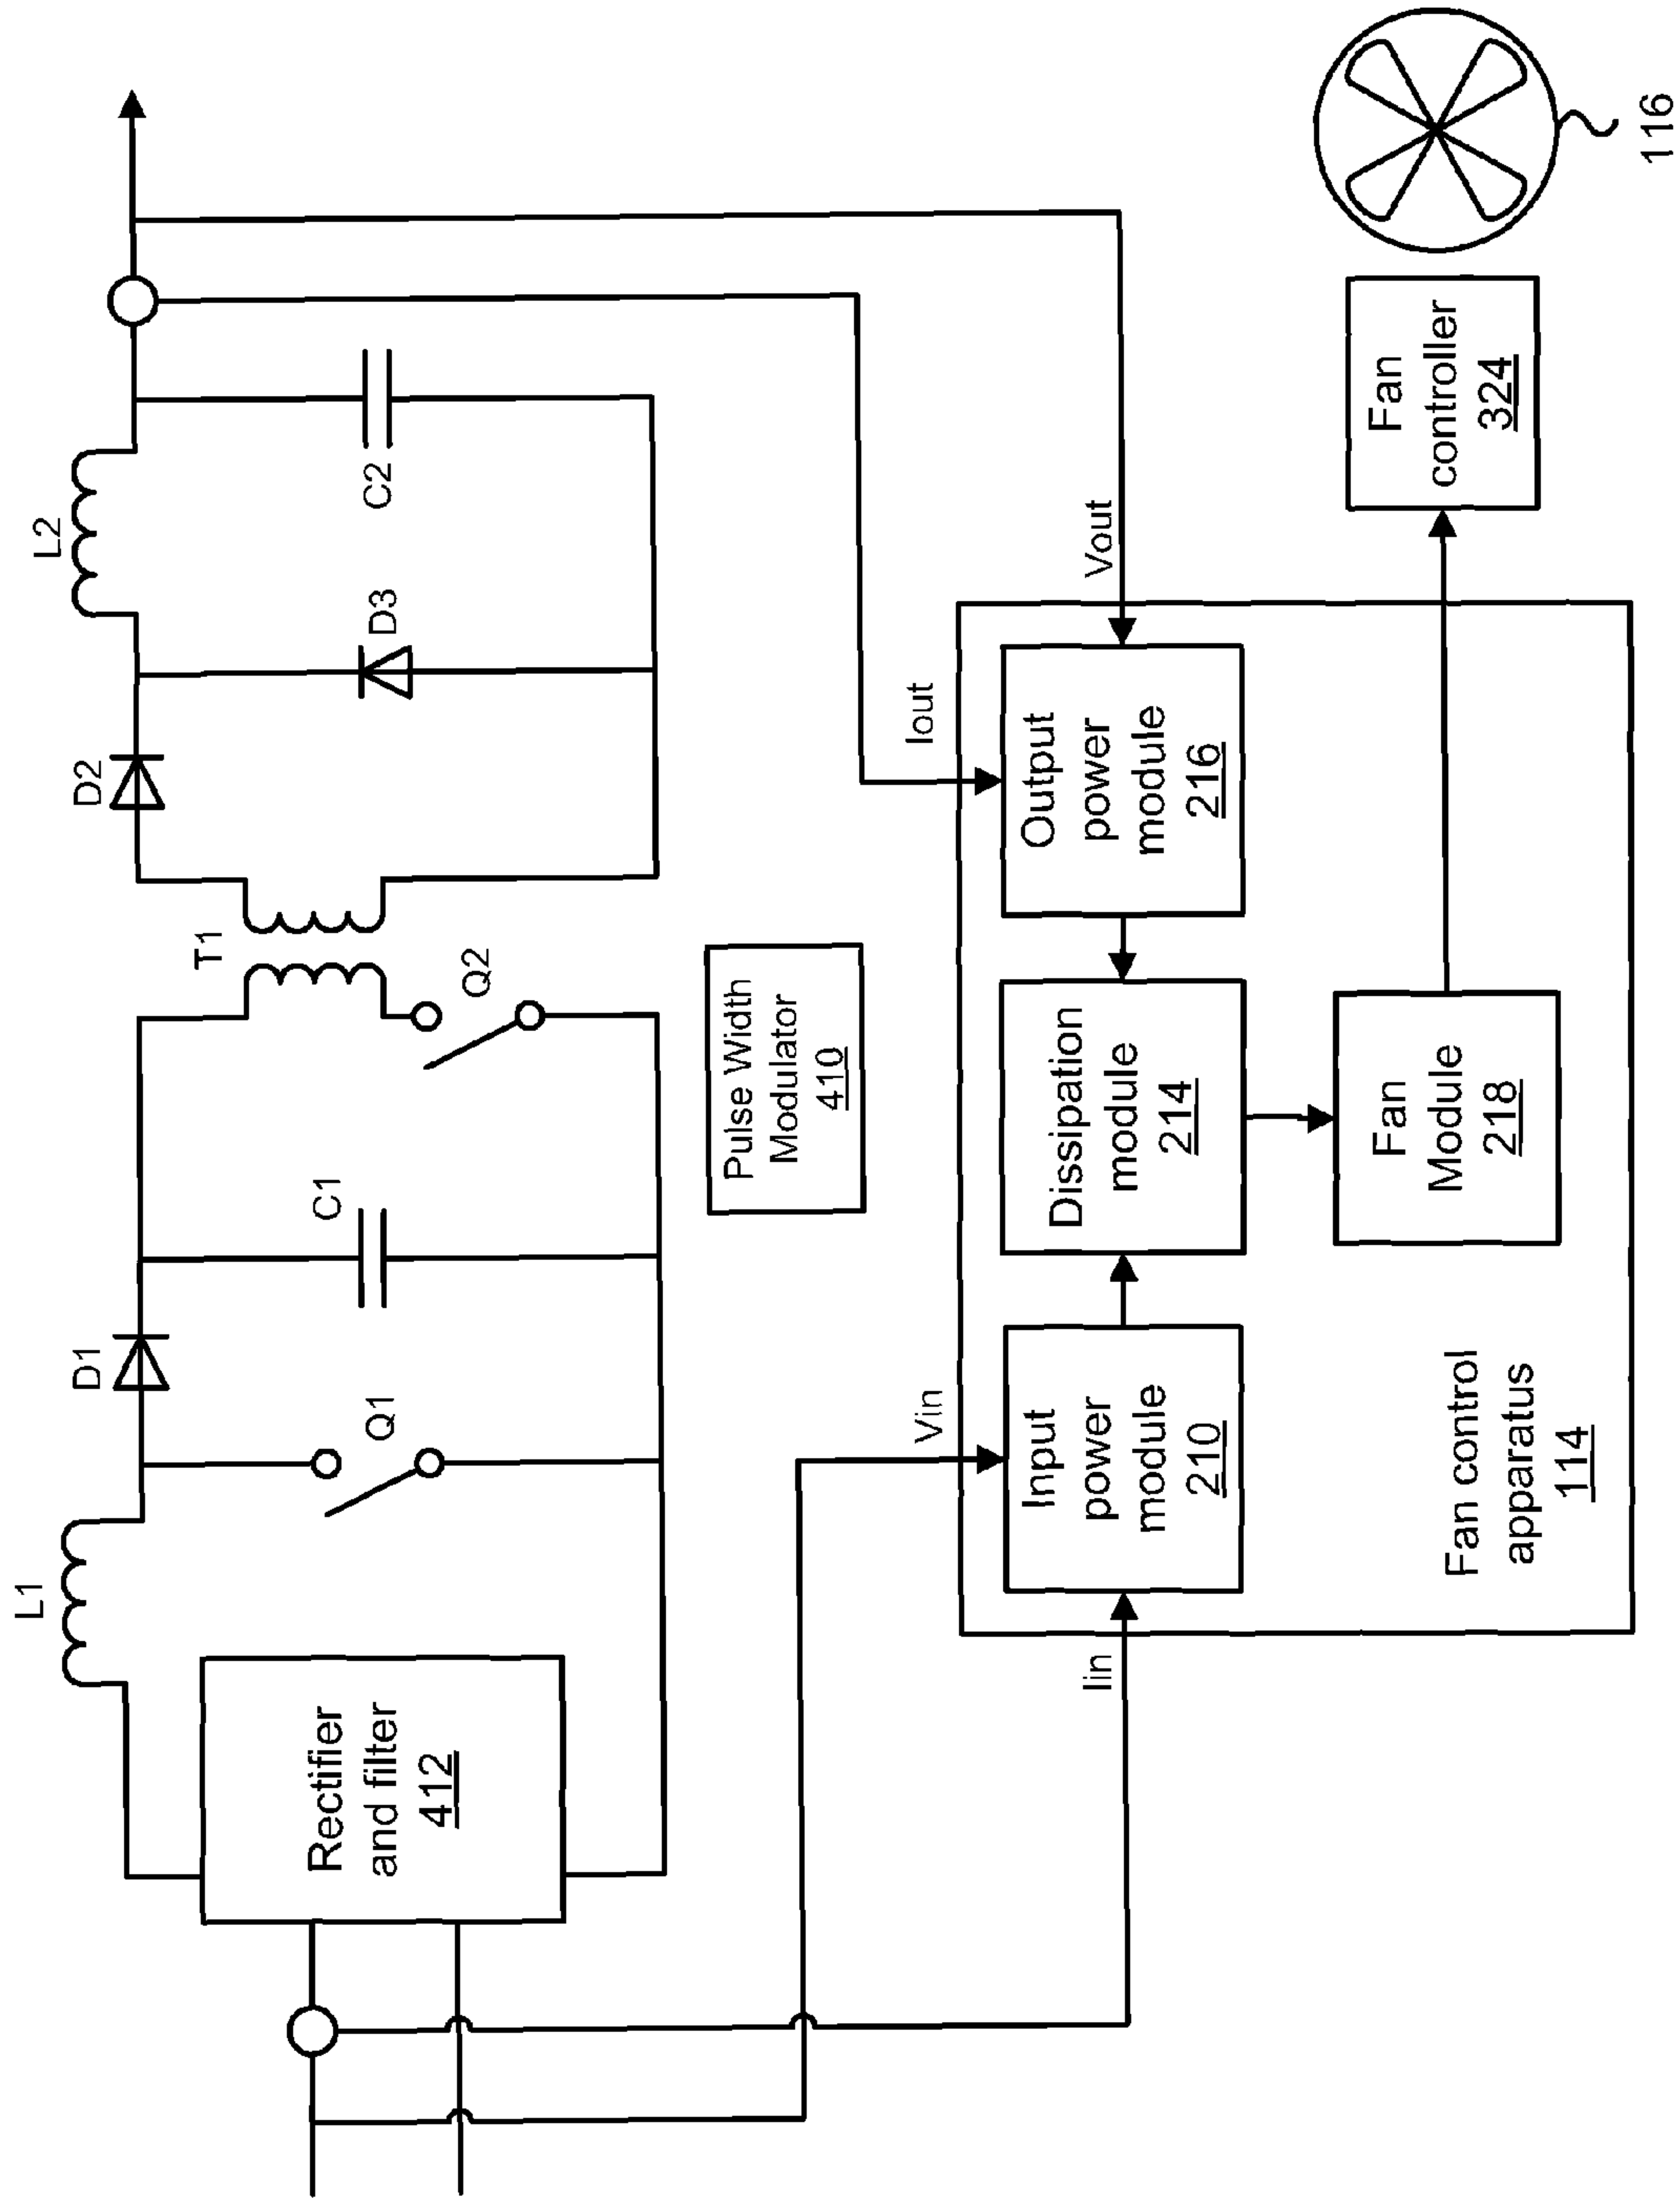 L1
D1
Q1
C1
T1
Q2
D2
L2
D3
C2
Rectifier
and filter
412
Pulse Width
Modulator
410
Vin
Iin
Iout
Vout
Input
power
module
210
Dissipation
module
214
Output
power
module
216
Fan
Module
218
Fan control
apparatus
114
Fan
controller
324
116